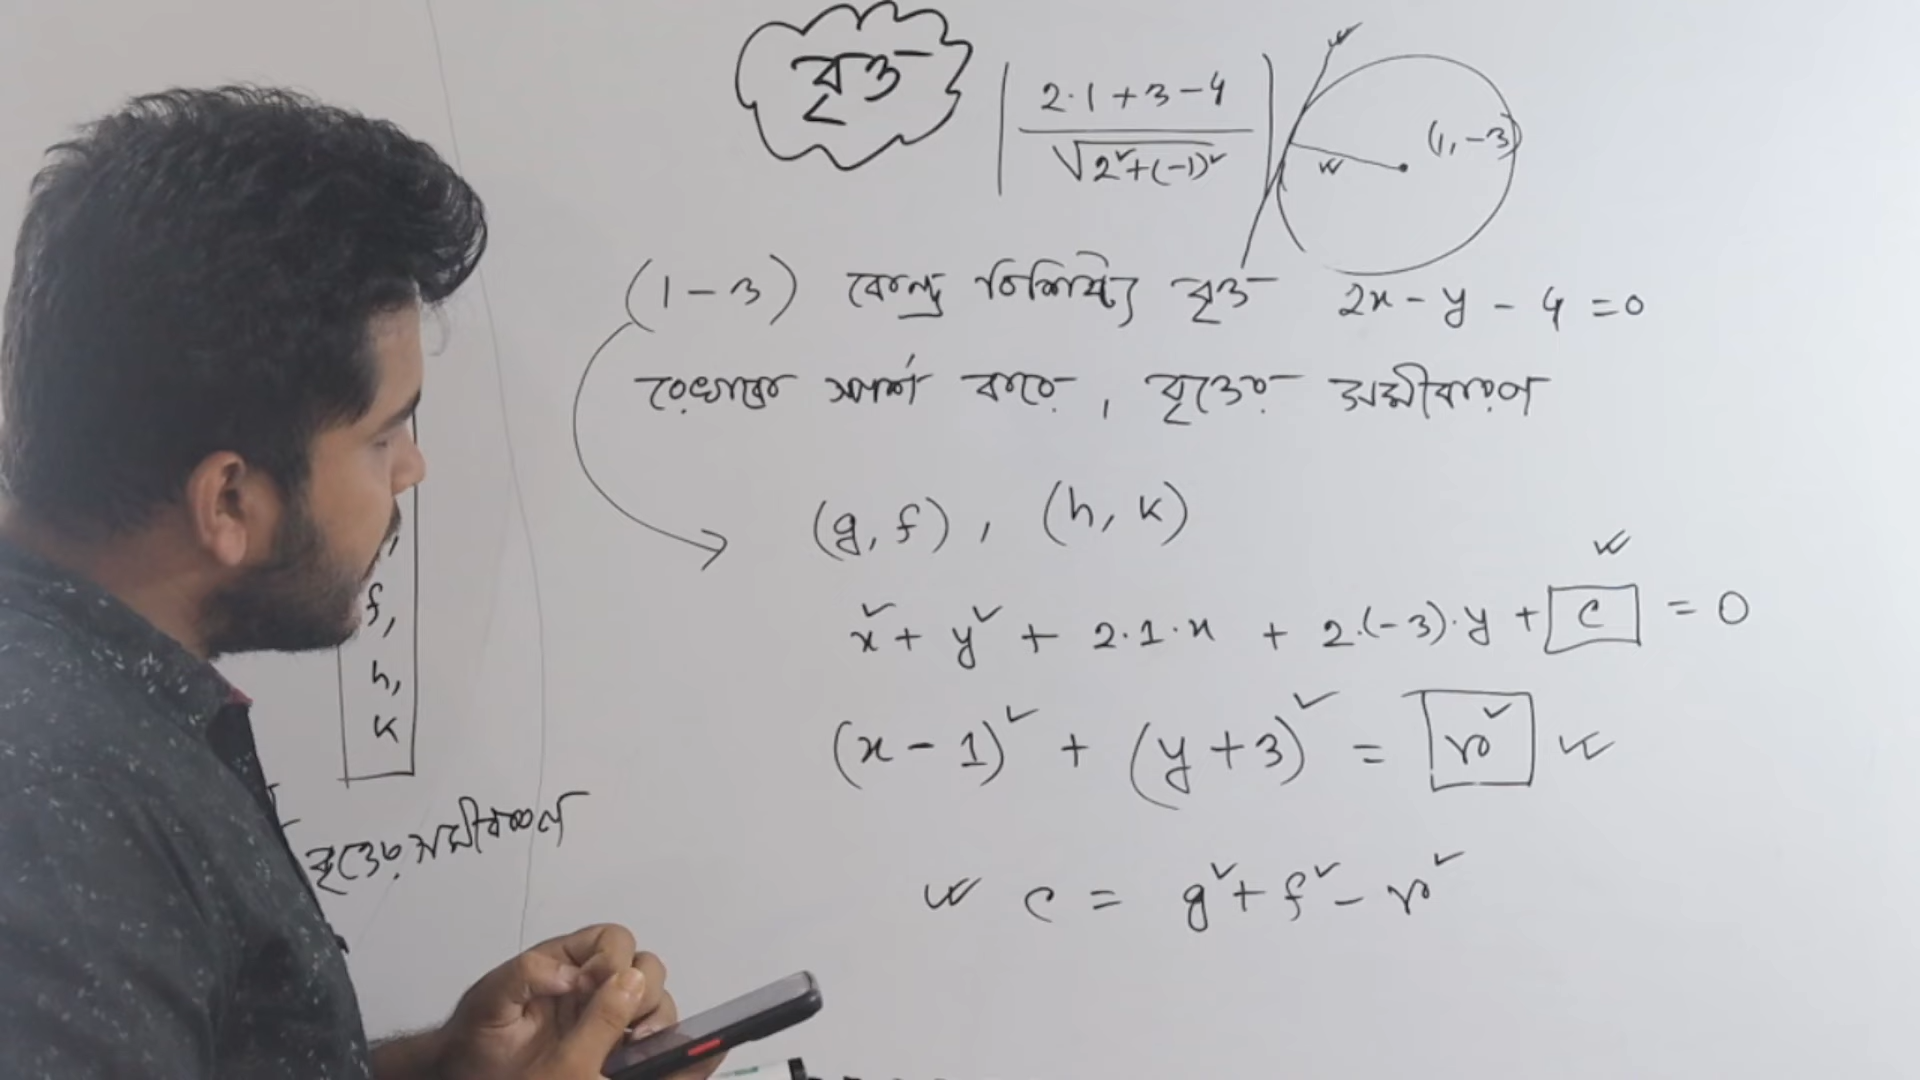 বৃত্ত
| 2·1+3-4 / √2²+(-1)² |
(1, -3)
(1-3) কেন্দ্র বিশিষ্ট বৃত্ত 2x - y - 4 = 0
রেখাকে স্পর্শ করে, বৃত্তের সমীকরণ
(g, f), (h, k)
x² + y² + 2·1·x + 2·(-3)·y + c = 0
(x - 1)² + (y + 3)² = r²
c = g² + f² - r²
f,
h,
k
বৃত্তের সমীকরণ